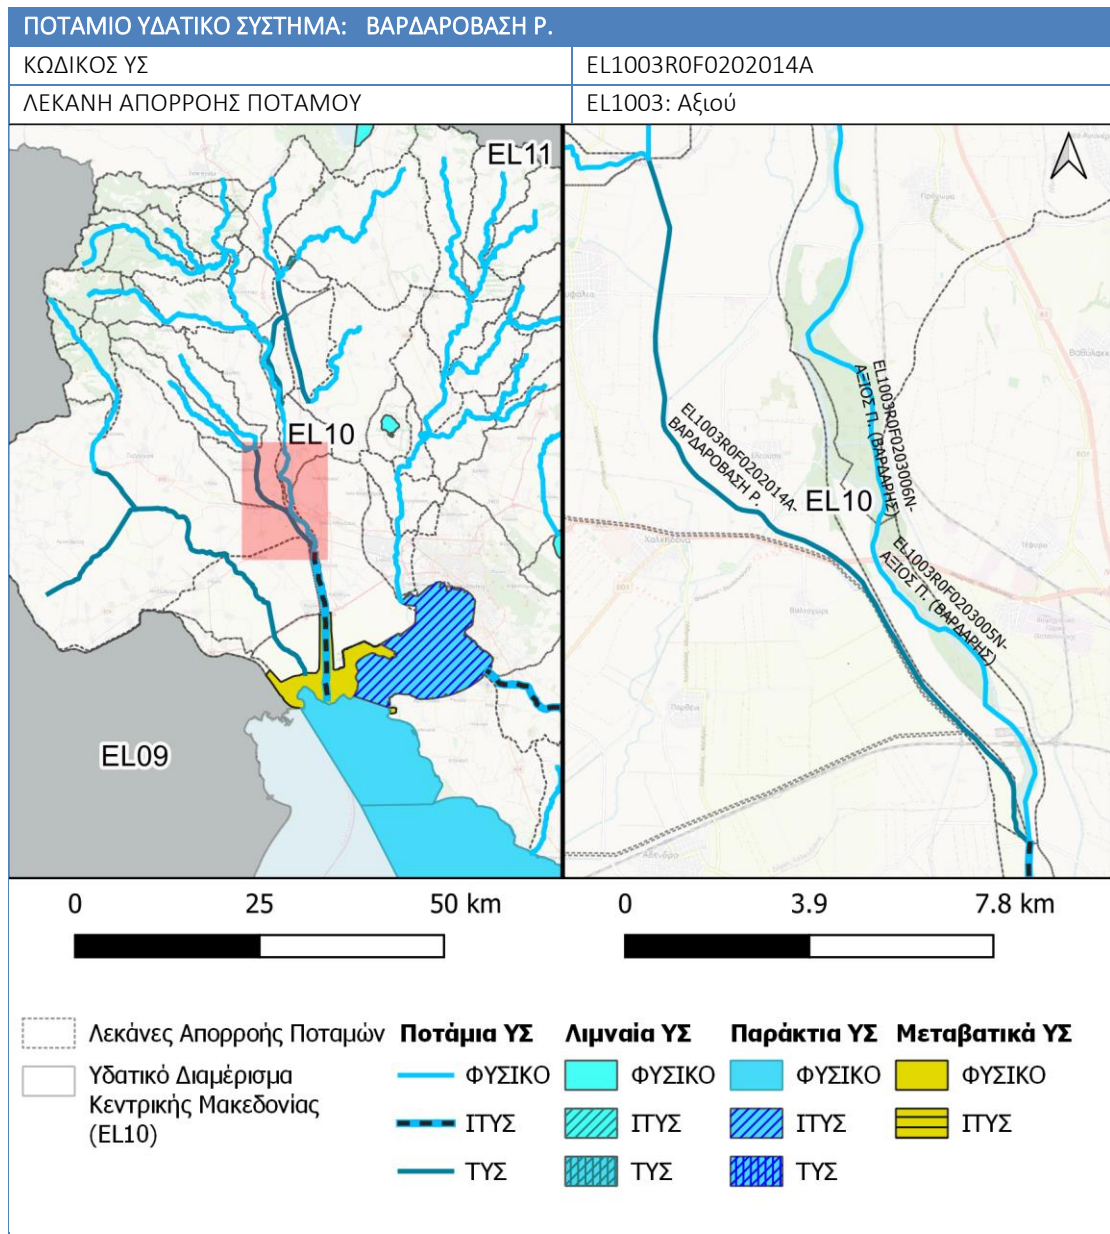 ΠΟΤΑΜΙΟ ΥΔΑΤΙΚΟ ΣΥΣΤΗΜΑ: ΒΑΡΔΑΡΟΒΑΣΗ Ρ.
ΚΩΔΙΚΟΣ ΥΣ EL1003R0F0202014A
ΛΕΚΑΝΗ ΑΠΟΡΡΟΗΣ ΠΟΤΑΜΟΥ EL1003: Αξιού
EL11
EL10
EL09
EL1003R0F0202014A-
ΒΑΡΔΑΡΟΒΑΣΗ Ρ.
EL1003R0F0203006N-
ΑΞΙΟΣ Π. (ΒΑΡΔΑΡΗΣ)
EL10
EL1003R0F0203005N-
ΑΞΙΟΣ Π. (ΒΑΡΔΑΡΗΣ)
Χαλκηδόνα
Γέφυρα
Άδενδρο
0 25 50 km
0 3.9 7.8 km
Λεκάνες Απορροής Ποταμών
Υδατικό Διαμέρισμα
Κεντρικής Μακεδονίας
(EL10)
Ποτάμια ΥΣ
ΦΥΣΙΚΟ
ΙΤΥΣ
ΤΥΣ
Λιμναία ΥΣ
ΦΥΣΙΚΟ
ΙΤΥΣ
ΤΥΣ
Παράκτια ΥΣ
ΦΥΣΙΚΟ
ΙΤΥΣ
ΤΥΣ
Μεταβατικά ΥΣ
ΦΥΣΙΚΟ
ΙΤΥΣ